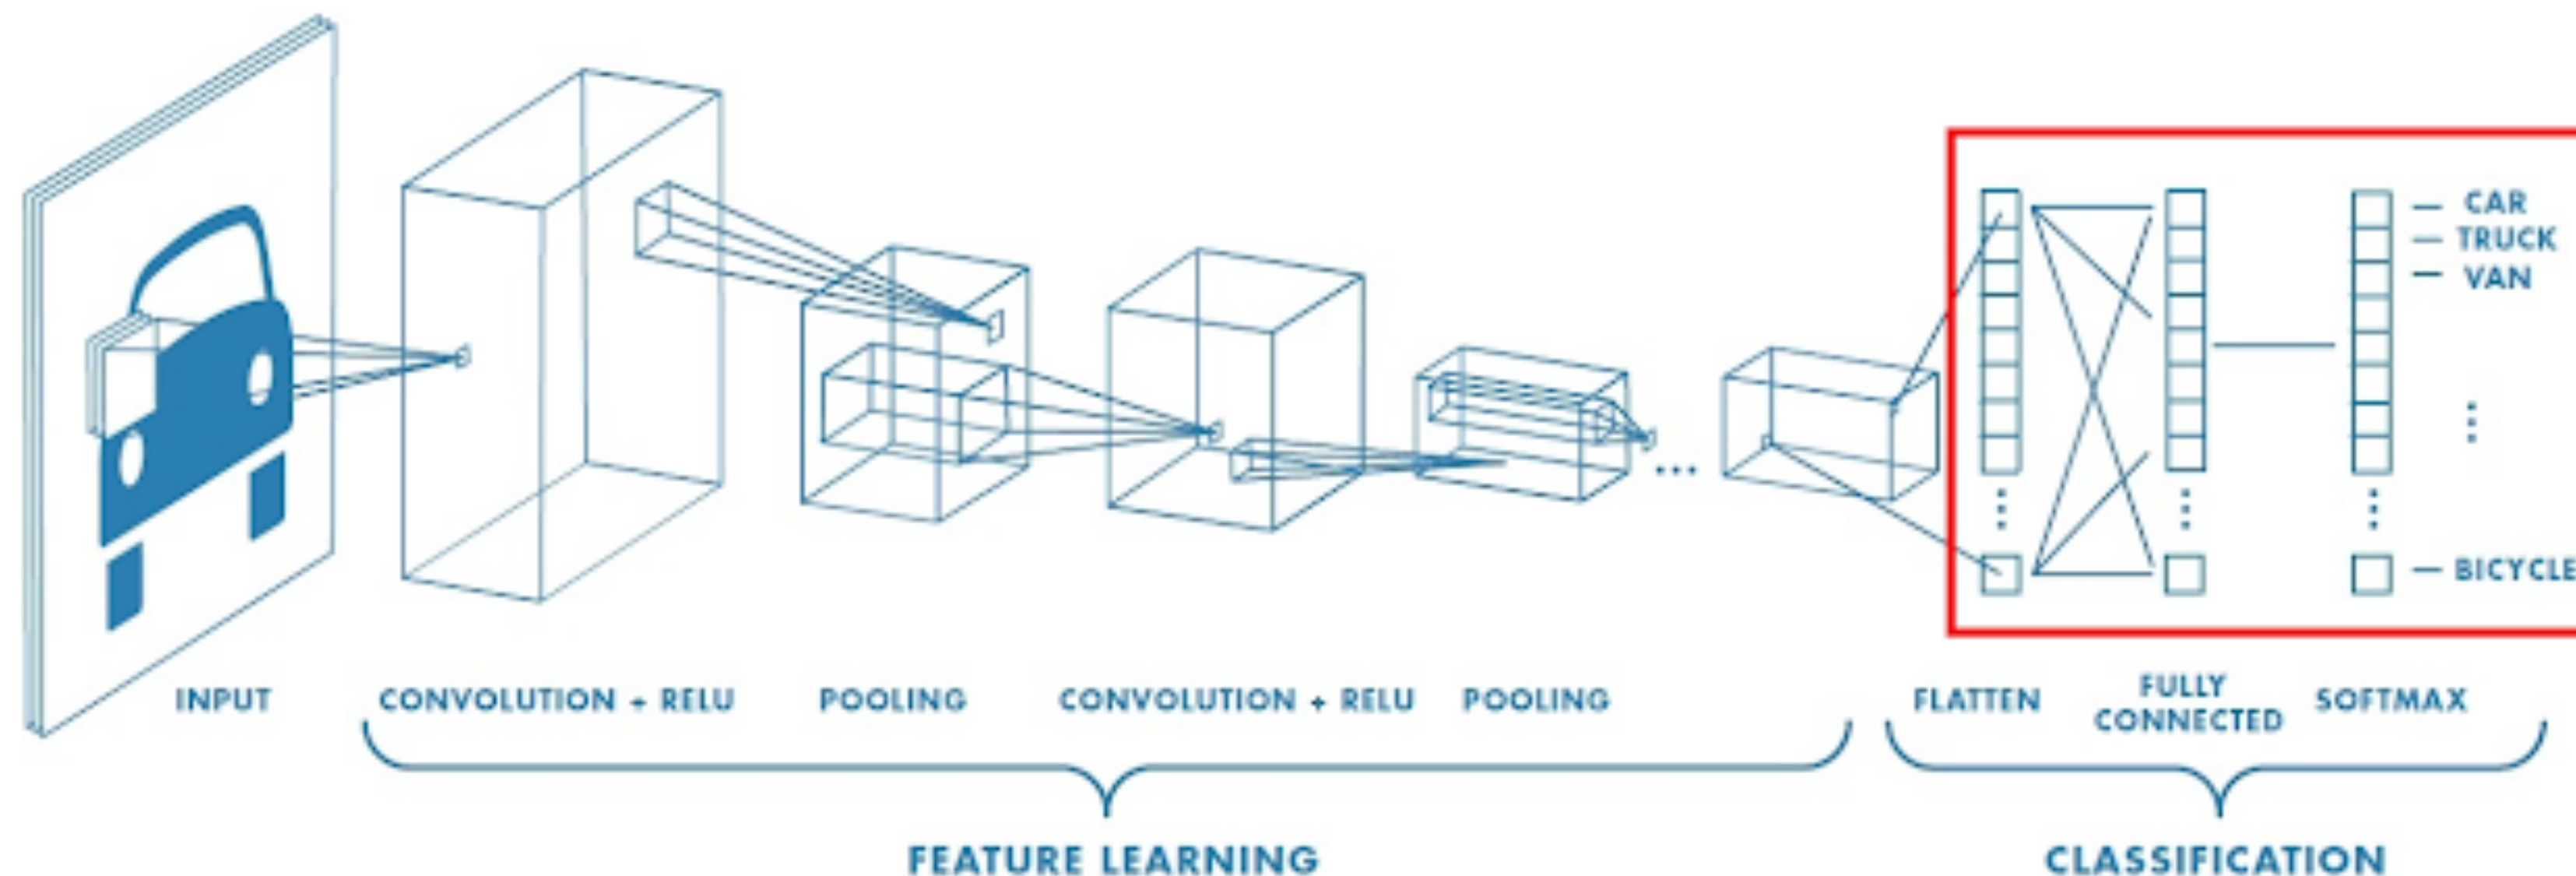 CAR
TRUCK
VAN
BICYCLE
INPUT
CONVOLUTION + RELU
POOLING
CONVOLUTION + RELU
POOLING
FLATTEN
FULLY
CONNECTED
SOFTMAX
FEATURE LEARNING
CLASSIFICATION